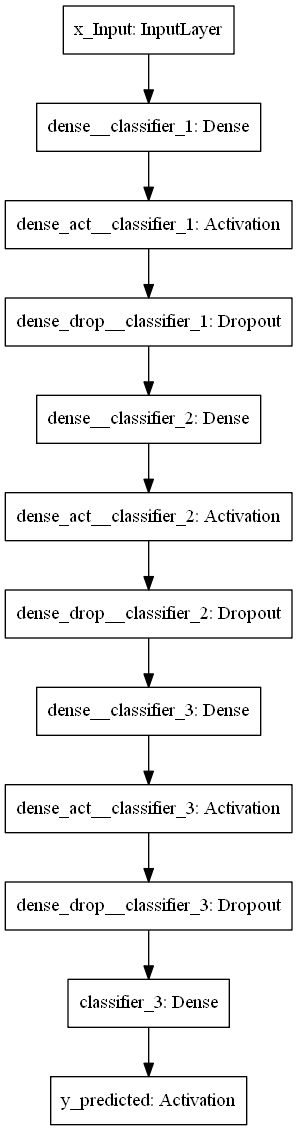 x_Input: InputLayer
dense__classifier_1: Dense
dense_act__classifier_1: Activation
dense_drop__classifier_1: Dropout
dense__classifier_2: Dense
dense_act__classifier_2: Activation
dense_drop__classifier_2: Dropout
dense__classifier_3: Dense
dense_act__classifier_3: Activation
dense_drop__classifier_3: Dropout
classifier_3: Dense
y_predicted: Activation